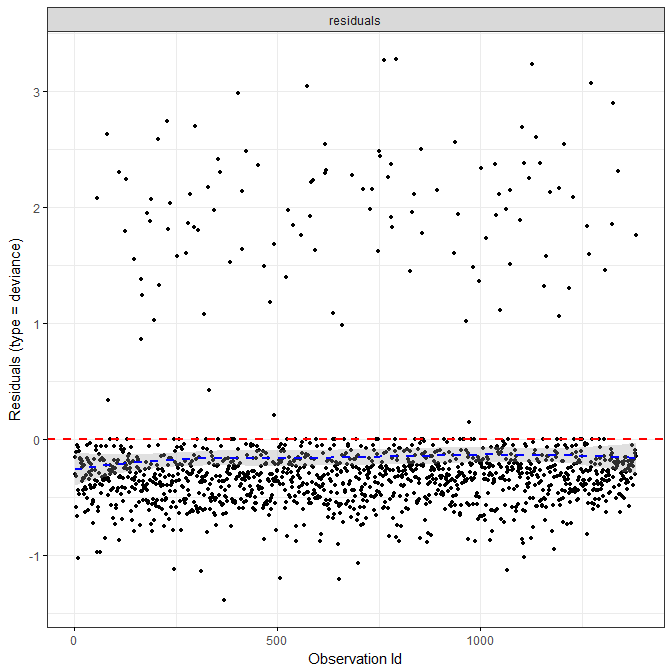 residuals
Residuals (type = deviance)
3
2
1
0
-1
0
500
1000
Observation Id